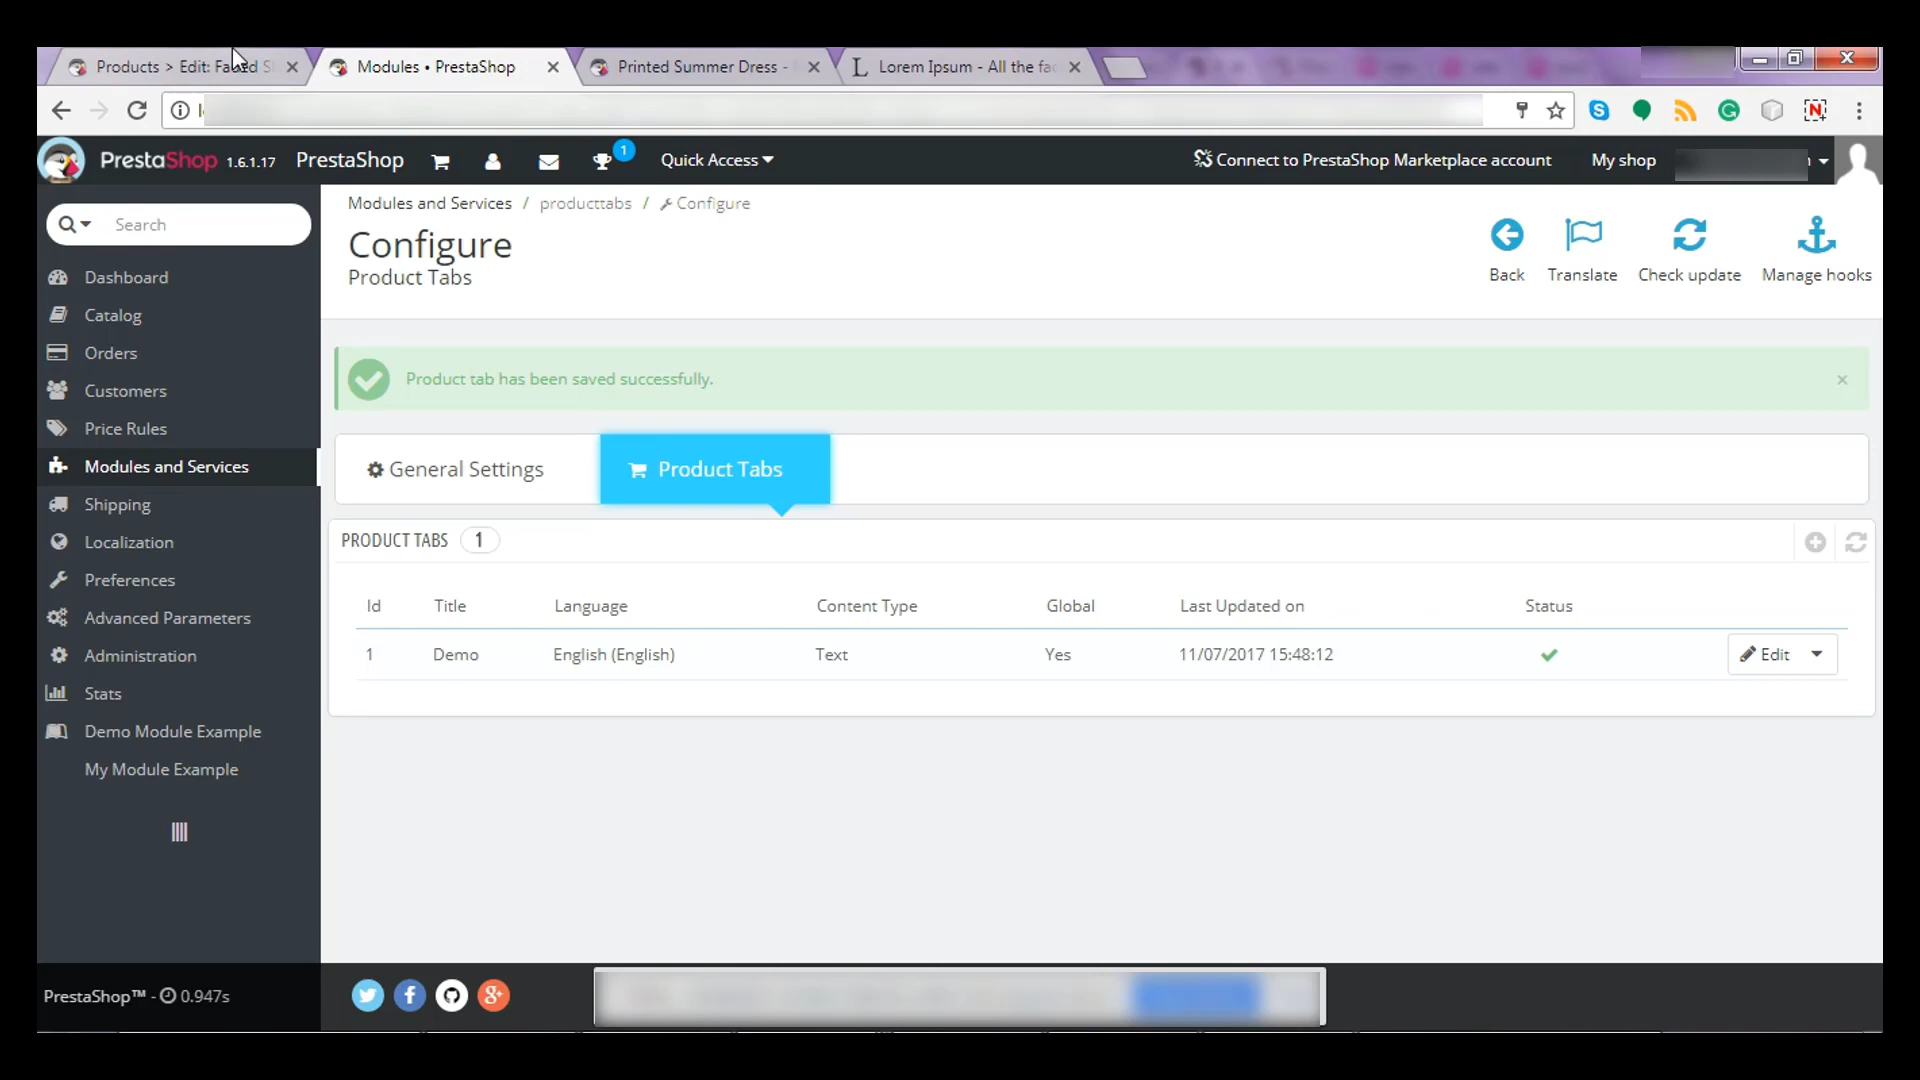 Products > Edit: Faded S
Modules • PrestaShop
Printed Summer Dress -
Lorem Ipsum - All the fac
PrestaShop 1.6.1.17
PrestaShop
1
Quick Access
Connect to PrestaShop Marketplace account
My shop
Search
Dashboard
Catalog
Orders
Customers
Price Rules
Modules and Services
Shipping
Localization
Preferences
Advanced Parameters
Administration
Stats
Demo Module Example
My Module Example
PrestaShop™ - 0.947s
Modules and Services / producttabs / Configure
Configure
Product Tabs
Back
Translate
Check update
Manage hooks
Product tab has been saved successfully.
General Settings
Product Tabs
PRODUCT TABS 1
Id Title Language Content Type Global Last Updated on Status
1 Demo English (English) Text Yes 11/07/2017 15:48:12 Edit